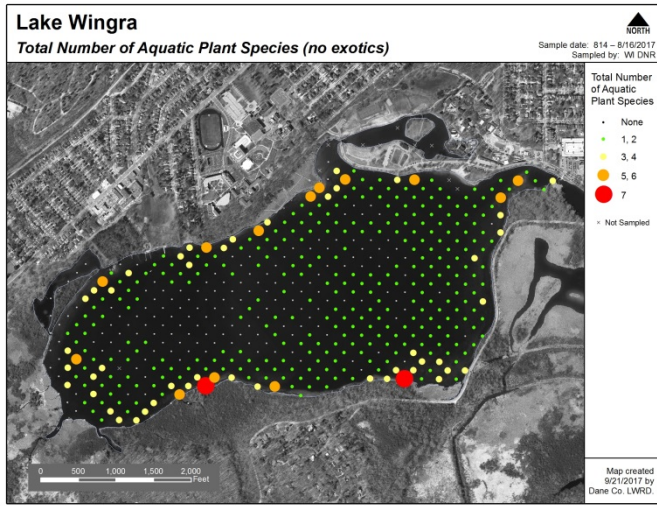 Lake Wingra
Total Number of Aquatic Plant Species (no exotics)
NORTH
Sample date: 814 – 8/16/2017
Sampled by: WI DNR
Total Number
of Aquatic
Plant Species
None
1, 2
3, 4
5, 6
7
Not Sampled
0 500 1,000 1,500 2,000
Feet
Map created
9/21/2017 by
Dane Co. LWRD.